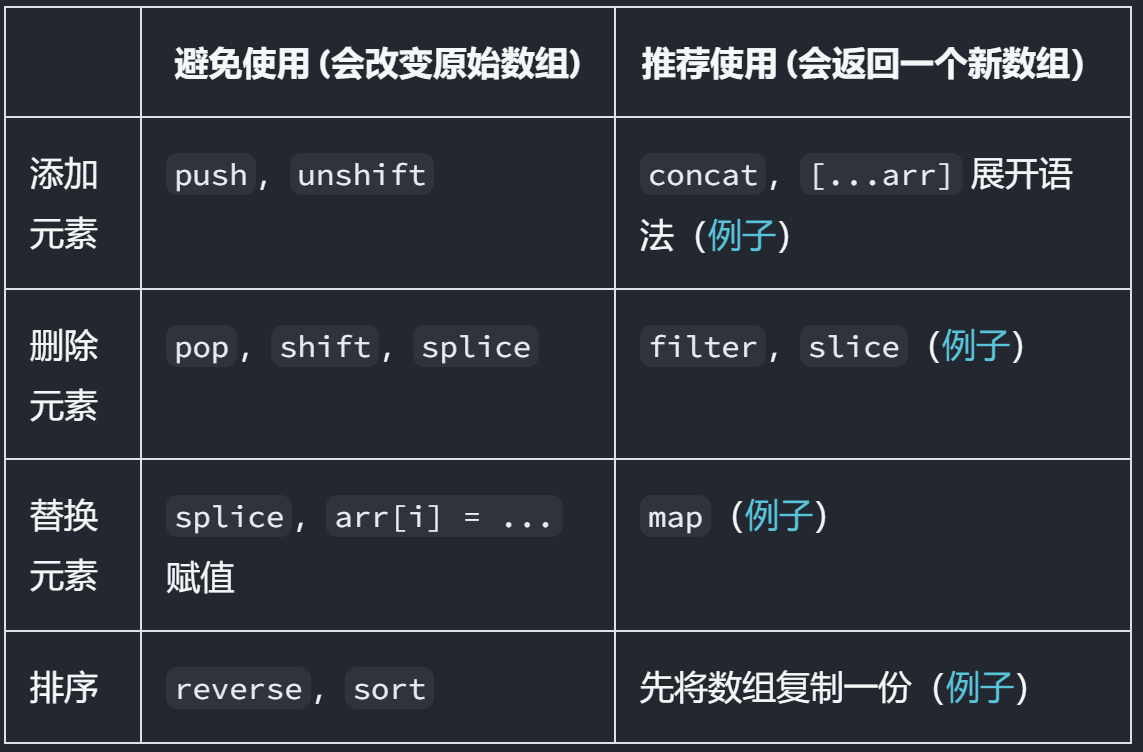 避免使用 (会改变原始数组)
推荐使用 (会返回一个新数组)
添加
元素
push, unshift
concat, [...arr] 展开语
法（例子）
删除
元素
pop, shift, splice
filter, slice（例子）
替换
元素
splice, arr[i] = ...
赋值
map（例子）
排序
reverse, sort
先将数组复制一份（例子）